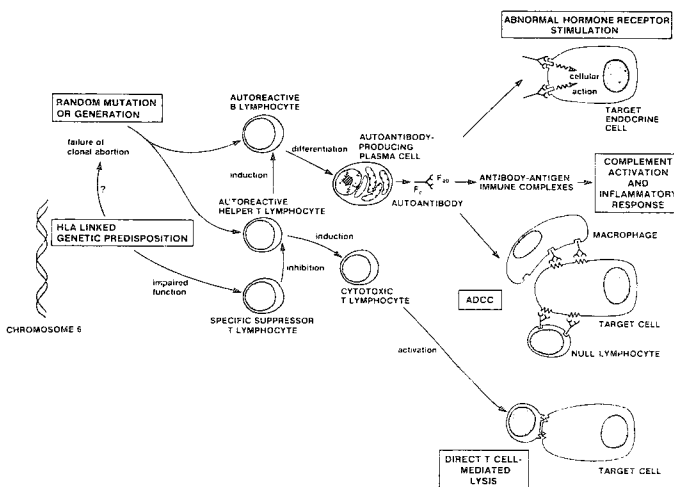 ABNORMAL HORMONE RECEPTOR
STIMULATION
cellular
action
TARGET
ENDOCRINE
CELL
RANDOM MUTATION
OR GENERATION
AUTOREACTIVE
B LYMPHOCYTE
failure of
clonal abortion
differentiation
AUTOANTIBODY-
PRODUCING
PLASMA CELL
induction
?
Fab
Fc
AUTOANTIBODY
ANTIBODY-ANTIGEN
IMMUNE COMPLEXES
COMPLEMENT
ACTIVATION
AND
INFLAMMATORY
RESPONSE
AUTOREACTIVE
HELPER T LYMPHOCYTE
HLA LINKED
GENETIC PREDISPOSITION
induction
inhibition
impaired
function
CYTOTOXIC
T LYMPHOCYTE
SPECIFIC SUPPRESSOR
T LYMPHOCYTE
CHROMOSOME 6
MACROPHAGE
ADCC
TARGET CELL
NULL LYMPHOCYTE
activation
DIRECT T CELL-
MEDIATED
LYSIS
TARGET CELL